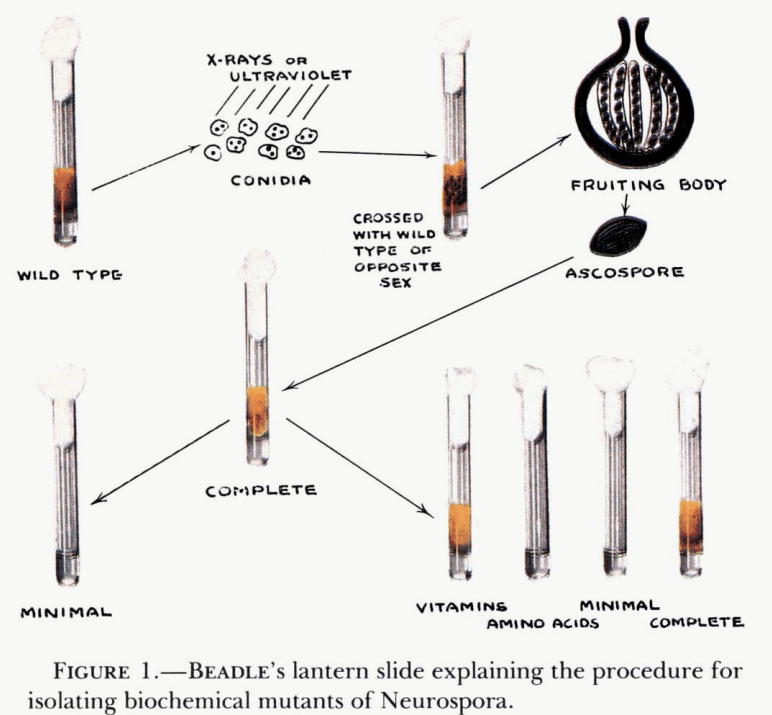 X-RAYS OR
ULTRAVIOLET
CONIDIA
WILD TYPE
CROSSED
WITH WILD
TYPE OF
OPPOSITE
SEX
FRUITING BODY
ASCOSPORE
COMPLETE
MINIMAL
VITAMINS
AMINO ACIDS
MINIMAL
COMPLETE
FIGURE 1.—BEADLE's lantern slide explaining the procedure for
isolating biochemical mutants of Neurospora.